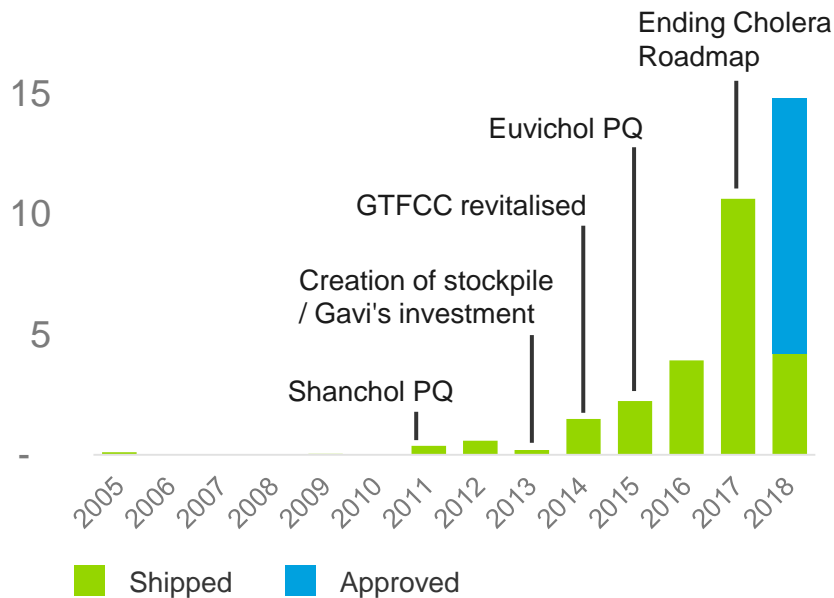 Ending Cholera
Roadmap
15
Euvichol PQ
10
GTFCC revitalised
Creation of stockpile
/ Gavi's investment
5
Shanchol PQ
-
2005
2006
2007
2008
2009
2010
2011
2012
2013
2014
2015
2016
2017
2018
Shipped
Approved